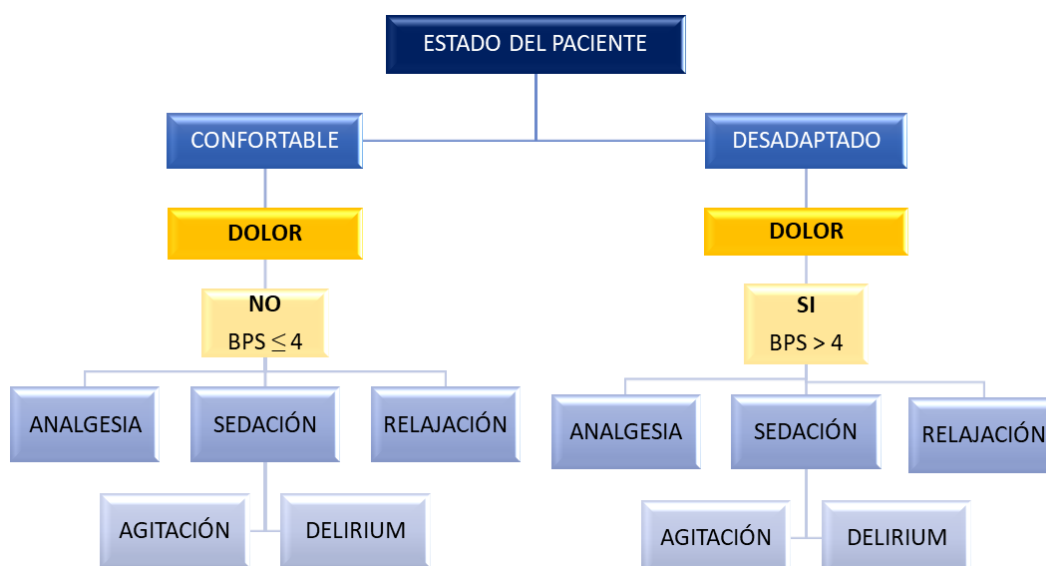 ESTADO DEL PACIENTE
CONFORTABLE
DESADAPTADO
DOLOR
DOLOR
NO
BPS ≤ 4
SI
BPS > 4
ANALGESIA
SEDACIÓN
RELAJACIÓN
ANALGESIA
SEDACIÓN
RELAJACIÓN
AGITACIÓN
DELIRIUM
AGITACIÓN
DELIRIUM